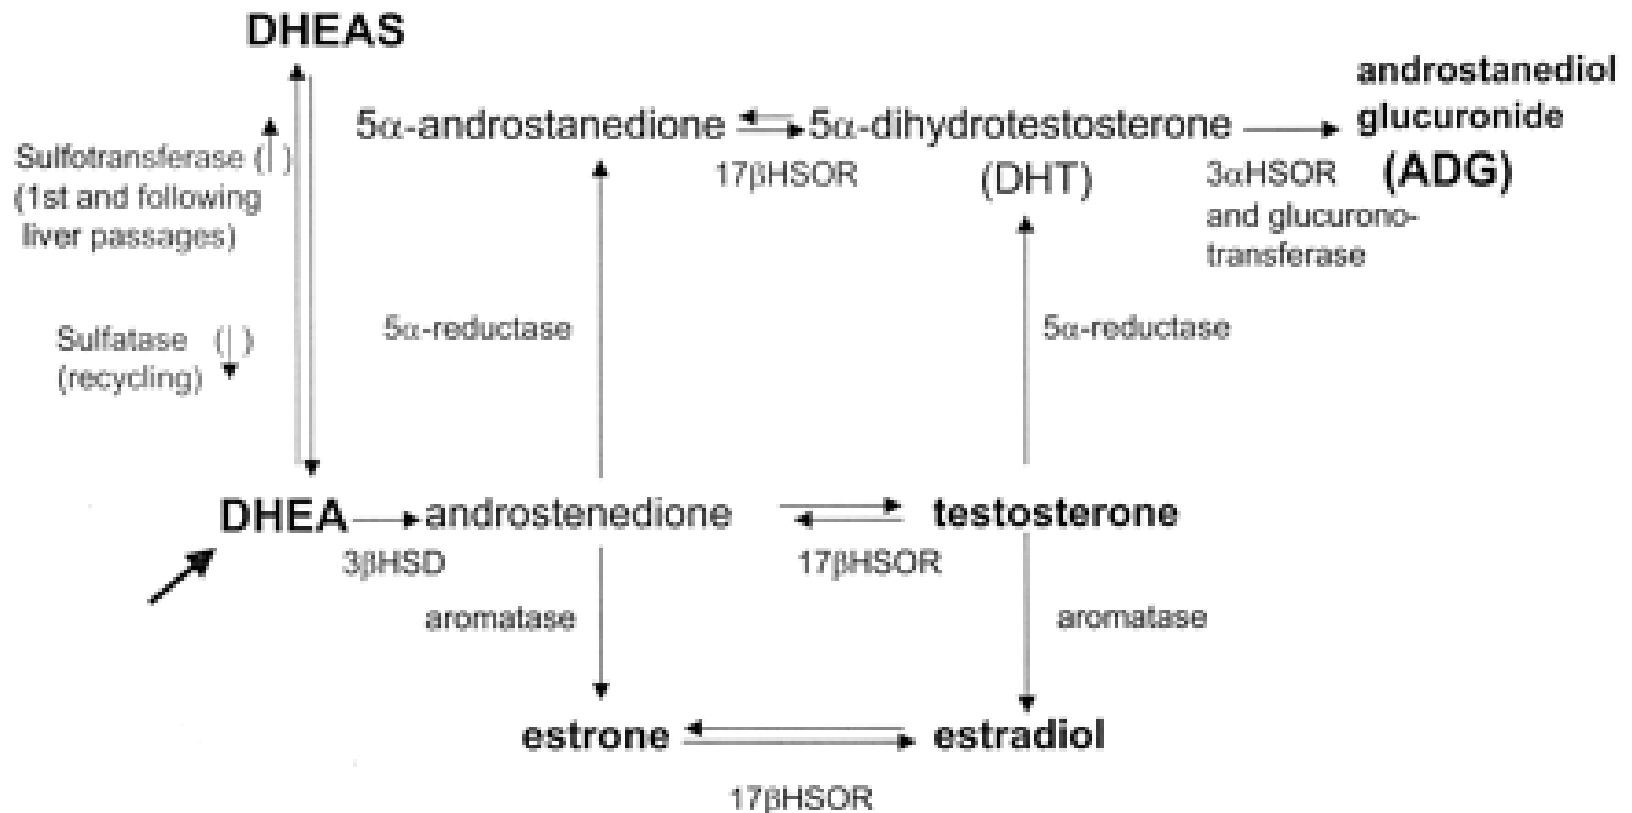 DHEAS
androstanediol
glucuronide
(ADG)
5α-androstanedione
5α-dihydrotestosterone
(DHT)
17βHSOR
3αHSOR
and glucurono-
transferase
Sulfotransferase ( )
(1st and following
liver passages)
Sulfatase ( )
(recycling)
5α-reductase
5α-reductase
DHEA
androstenedione
testosterone
3βHSD
17βHSOR
aromatase
aromatase
estrone
estradiol
17βHSOR